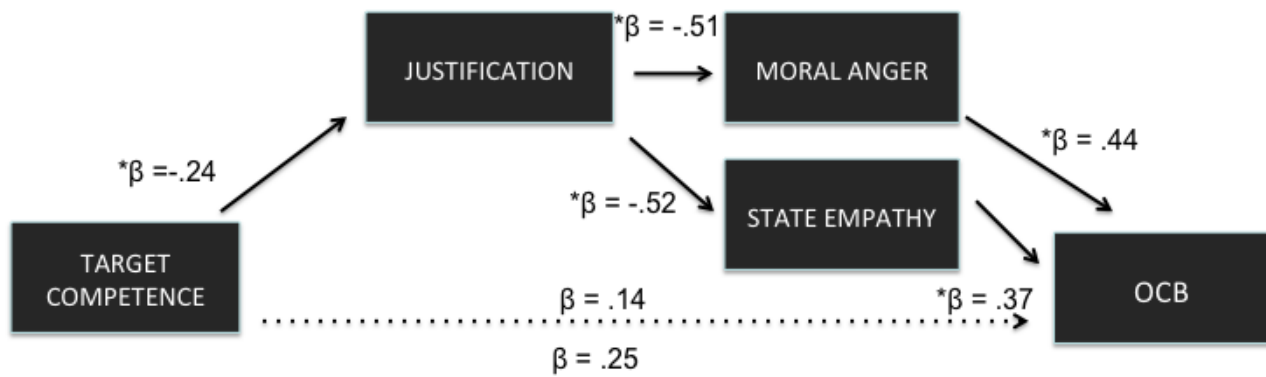 *β = -.51
JUSTIFICATION
MORAL ANGER
*β = .44
*β =-.24
*β = -.52
STATE EMPATHY
TARGET
COMPETENCE
β = .14
*β = .37
OCB
β = .25